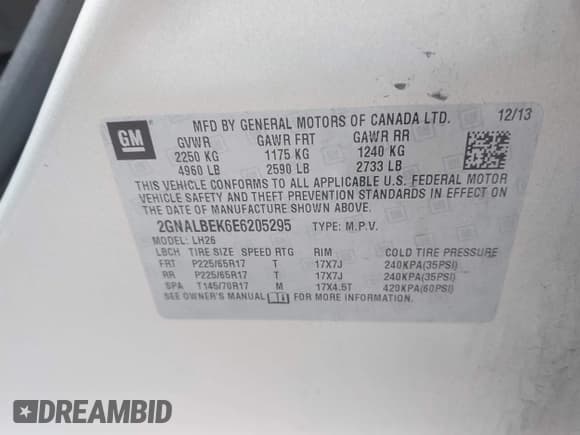 GM
MFD BY GENERAL MOTORS OF CANADA LTD. 12/13
GVWR GAWR FRT GAWR RR
2250 KG 1175 KG 1240 KG
4960 LB 2590 LB 2733 LB
THIS VEHICLE CONFORMS TO ALL APPLICABLE U.S. FEDERAL MOTOR
VEHICLE SAFETY AND THEFT PREVENTION STANDARDS IN EFFECT ON
THE DATE OF MANUFACTURE SHOWN ABOVE.
2GNALBEK6E6205295 TYPE: M.P.V.
MODEL: LH26
LBCH TIRE SIZE SPEED RTG RIM COLD TIRE PRESSURE
FRT P225/65R17 T 17X7J 240KPA(35PSI)
RR P225/65R17 T 17X7J 240KPA(35PSI)
SPA T145/70R17 M 17X4.5T 420KPA(60PSI)
SEE OWNER'S MANUAL FOR MORE INFORMATION.
DREAMBID